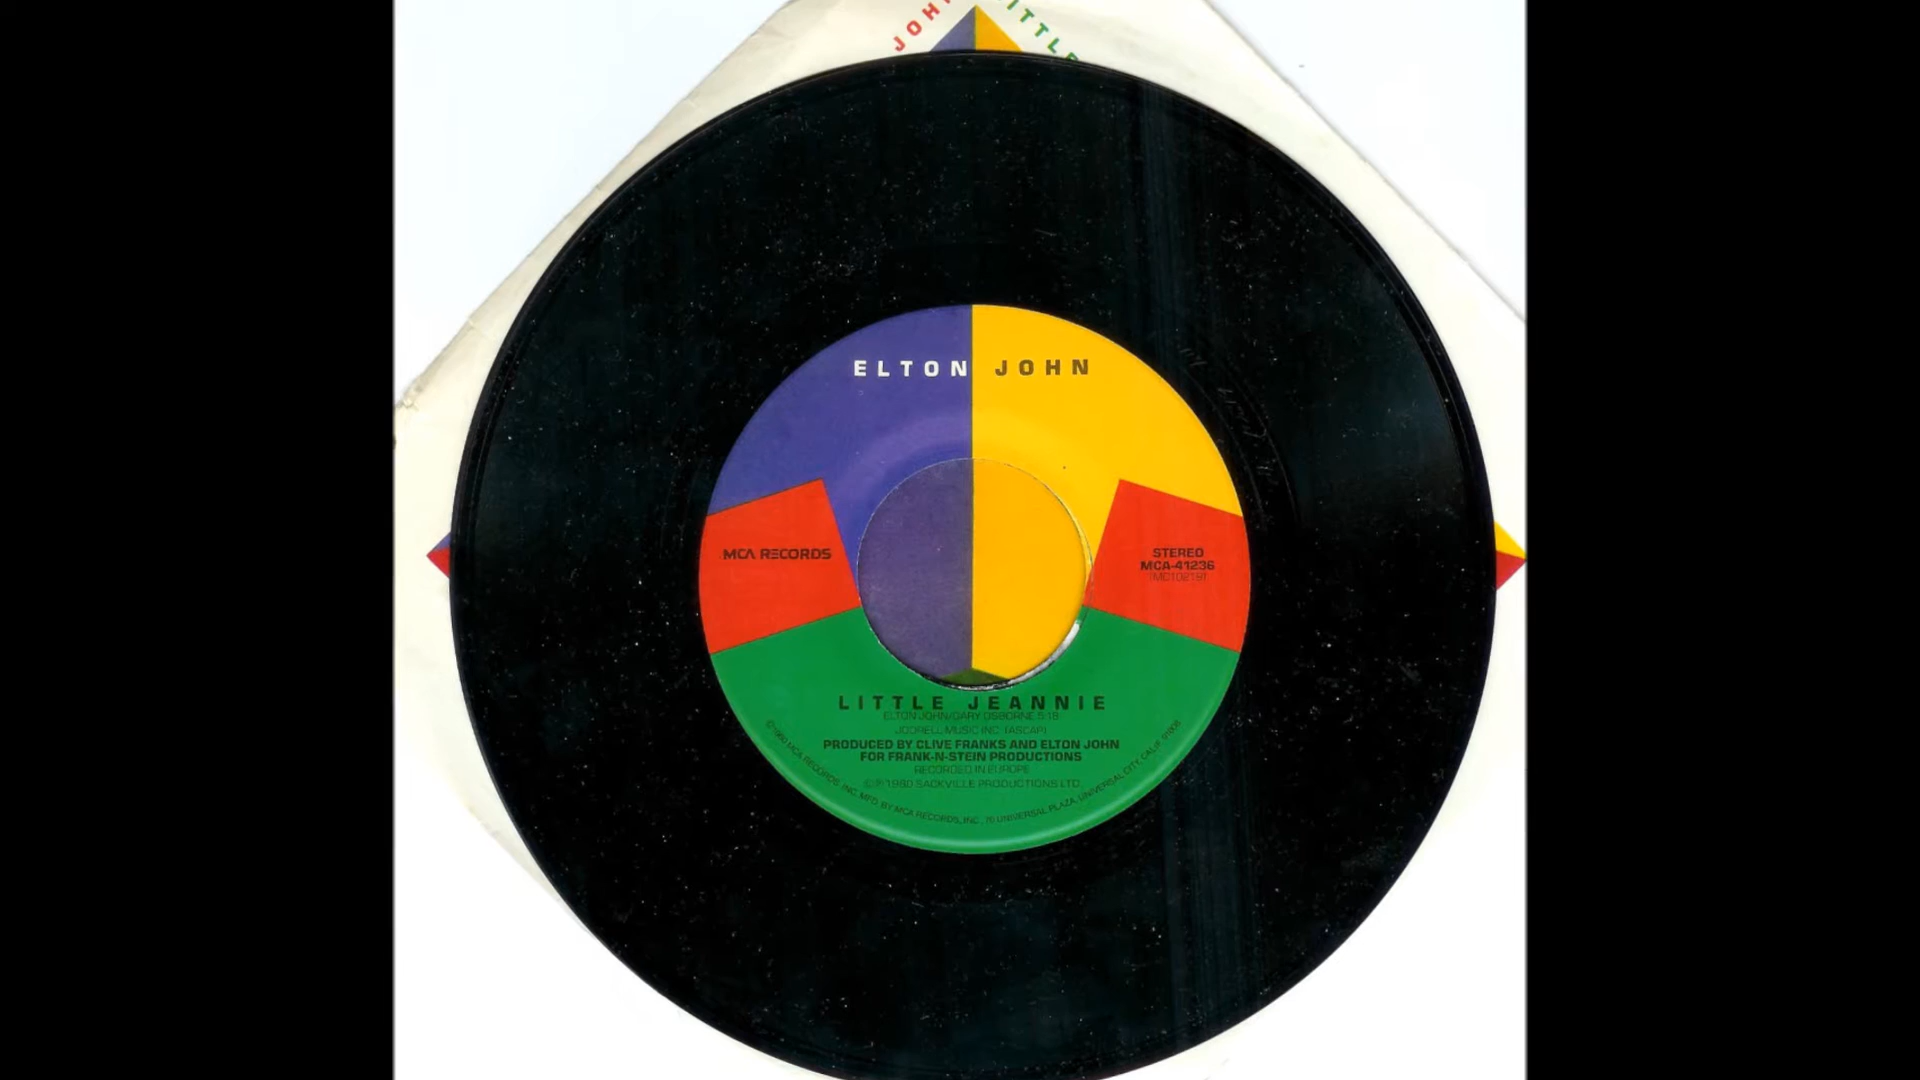 JOHN
LITTLE
ELTON JOHN
MCA RECORDS
STEREO
MCA-41236
(MC10219)
LITTLE JEANNIE
ELTON JOHN/GARY OSBORNE 5:18
JODRELL MUSIC INC. (ASCAP)
PRODUCED BY CLIVE FRANKS AND ELTON JOHN
FOR FRANK-N-STEIN PRODUCTIONS
RECORDED IN EUROPE
©℗ 1980 SACKVILLE PRODUCTIONS LTD.
©1980 MCA RECORDS, INC. MFD. BY MCA RECORDS, INC., 70 UNIVERSAL PLAZA, UNIVERSAL CITY, CALIF. 91608